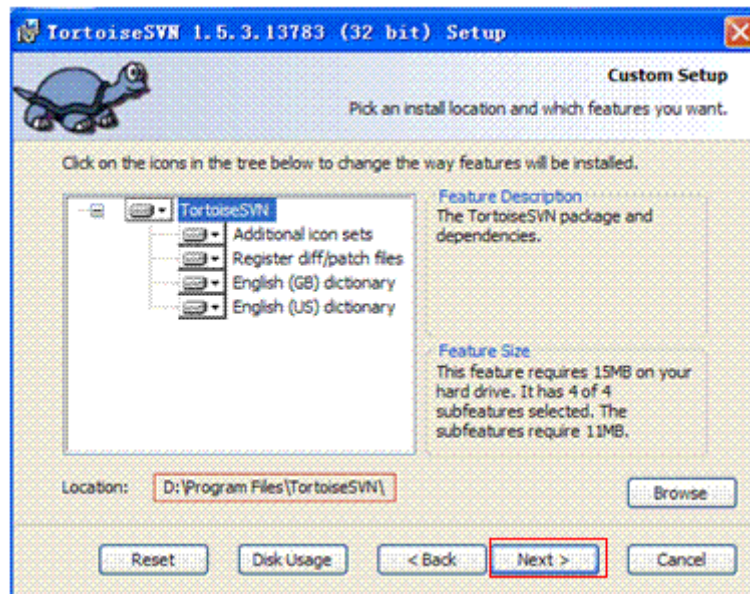 TortoiseSVN 1.5.3.13783 (32 bit) Setup
Custom Setup
Pick an install location and which features you want.
Click on the icons in the tree below to change the way features will be installed.
TortoiseSVN
Additional icon sets
Register diff/patch files
English (GB) dictionary
English (US) dictionary
Feature Description
The TortoiseSVN package and
dependencies.
Feature Size
This feature requires 15MB on your
hard drive. It has 4 of 4
subfeatures selected. The
subfeatures require 11MB.
Location: D:\Program Files\TortoiseSVN\
Browse
Reset Disk Usage < Back Next > Cancel